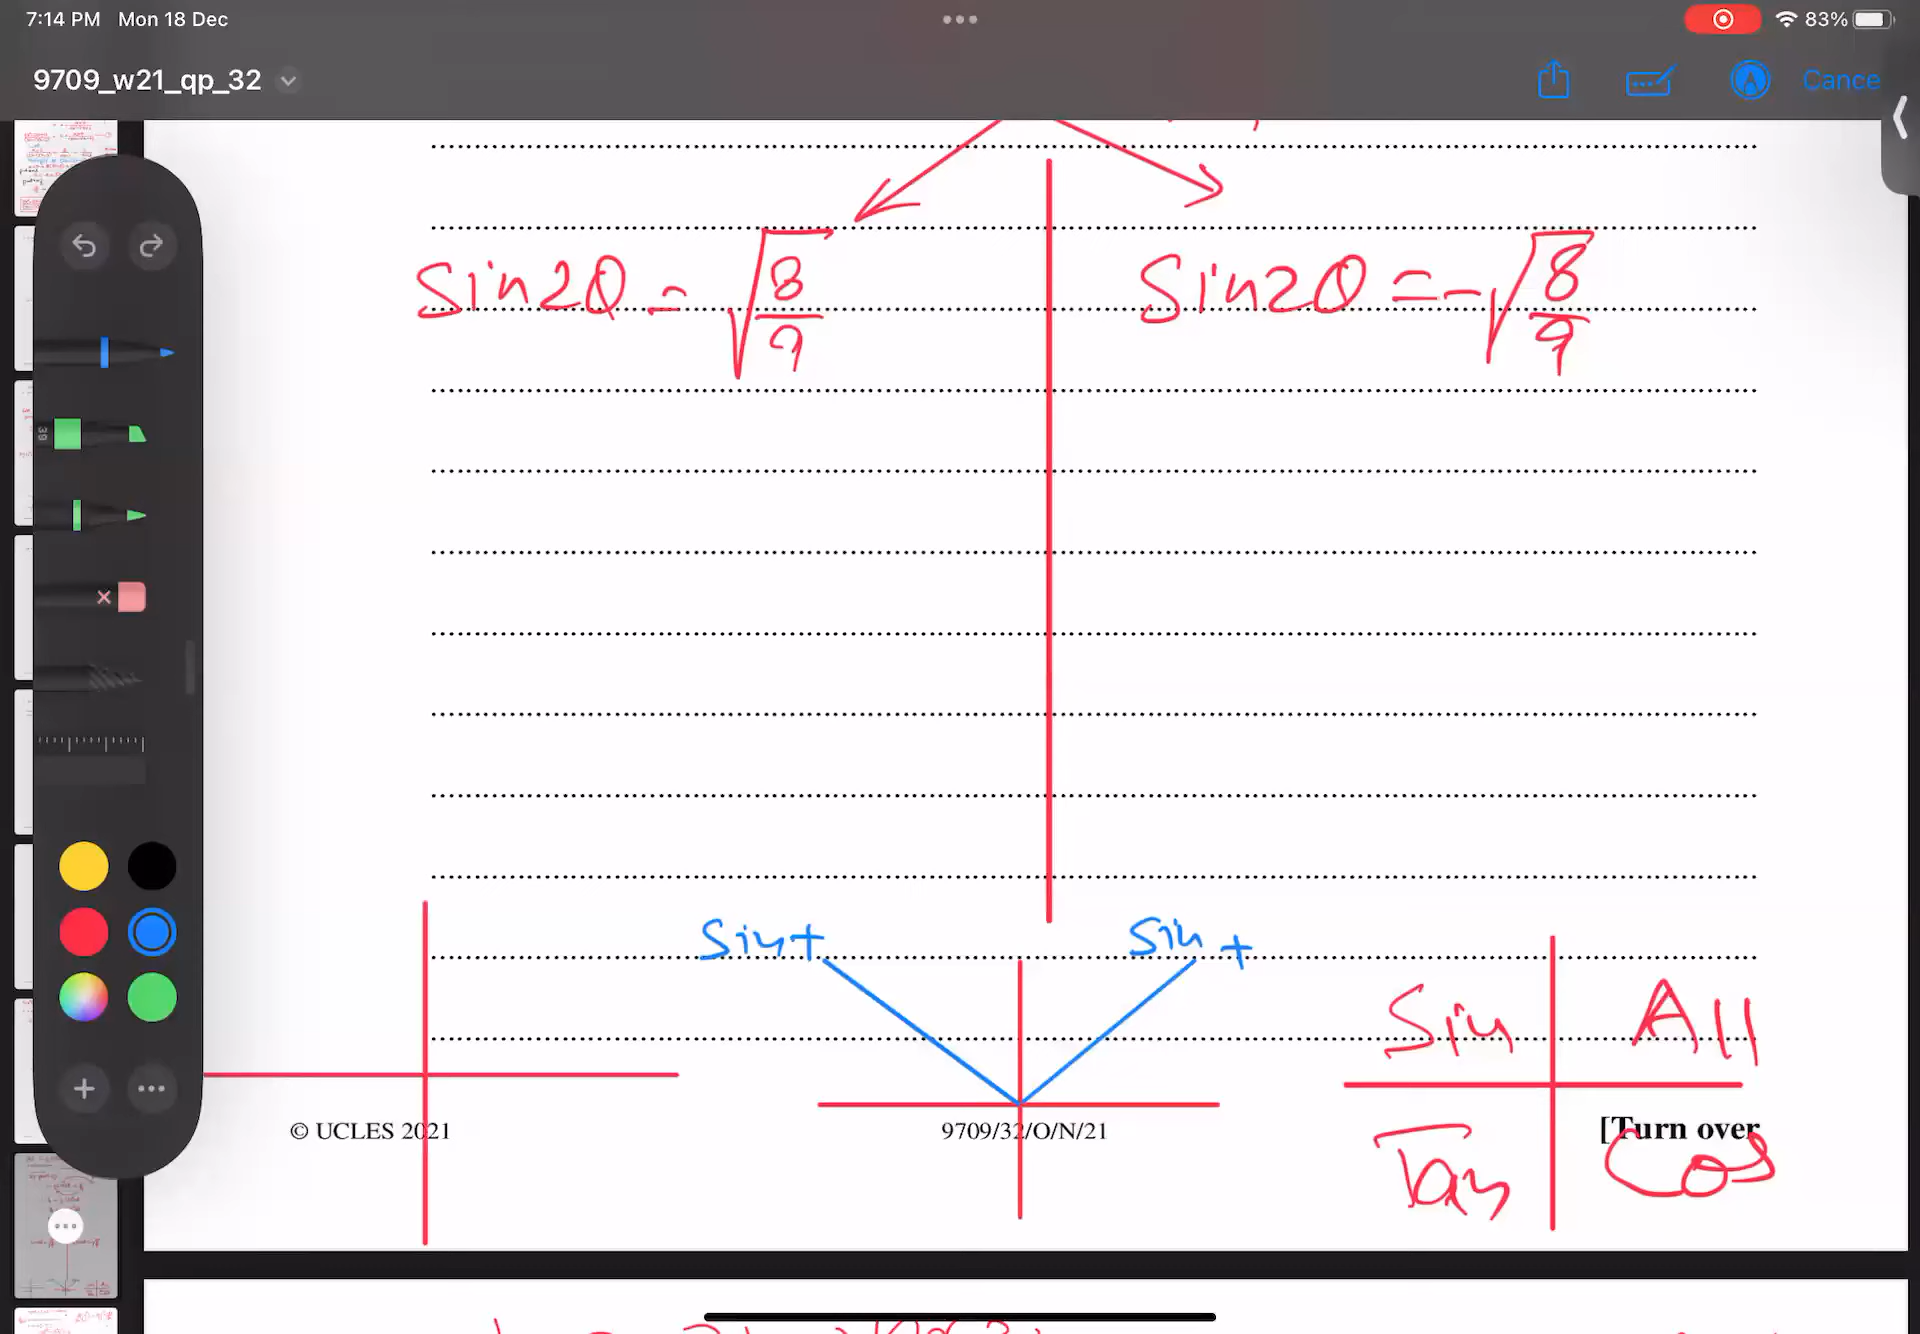 7:14 PM Mon 18 Dec
83%
9709_w21_qp_32
Cance
Sin2θ = √8/9
Sin2θ = -√8/9
39
Sin +
Sin +
Sin
All
Tan
Cos
© UCLES 2021
9709/32/O/N/21
[Turn over